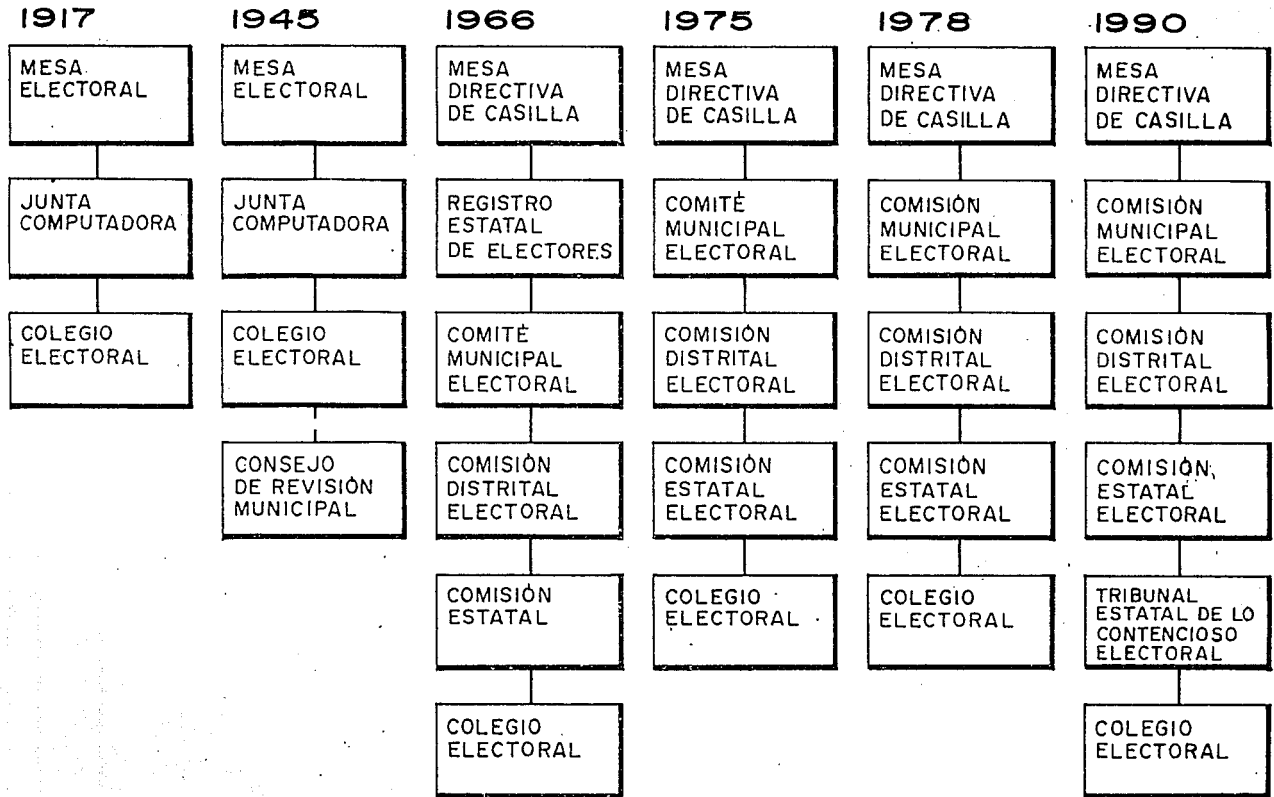 1917
MESA
ELECTORAL
JUNTA
COMPUTADORA
COLEGIO
ELECTORAL
1945
MESA
ELECTORAL
JUNTA
COMPUTADORA
COLEGIO
ELECTORAL
CONSEJO
DE REVISIÓN
MUNICIPAL
1966
MESA
DIRECTIVA
DE CASILLA
REGISTRO
ESTATAL
DE ELECTORES
COMITÉ
MUNICIPAL
ELECTORAL
COMISIÓN
DISTRITAL
ELECTORAL
COMISIÓN
ESTATAL
COLEGIO
ELECTORAL
1975
MESA
DIRECTIVA
DE CASILLA
COMITÉ
MUNICIPAL
ELECTORAL
COMISIÓN
DISTRITAL
ELECTORAL
COMISIÓN
ESTATAL
ELECTORAL
COLEGIO
ELECTORAL
1978
MESA
DIRECTIVA
DE CASILLA
COMISIÓN
MUNICIPAL
ELECTORAL
COMISIÓN
DISTRITAL
ELECTORAL
COMISIÓN
ESTATAL
ELECTORAL
COLEGIO
ELECTORAL
1990
MESA
DIRECTIVA
DE CASILLA
COMISIÓN
MUNICIPAL
ELECTORAL
COMISIÓN
DISTRITAL
ELECTORAL
COMISIÓN
ESTATAL
ELECTORAL
TRIBUNAL
ESTATAL DE LO
CONTENCIOSO
ELECTORAL
COLEGIO
ELECTORAL